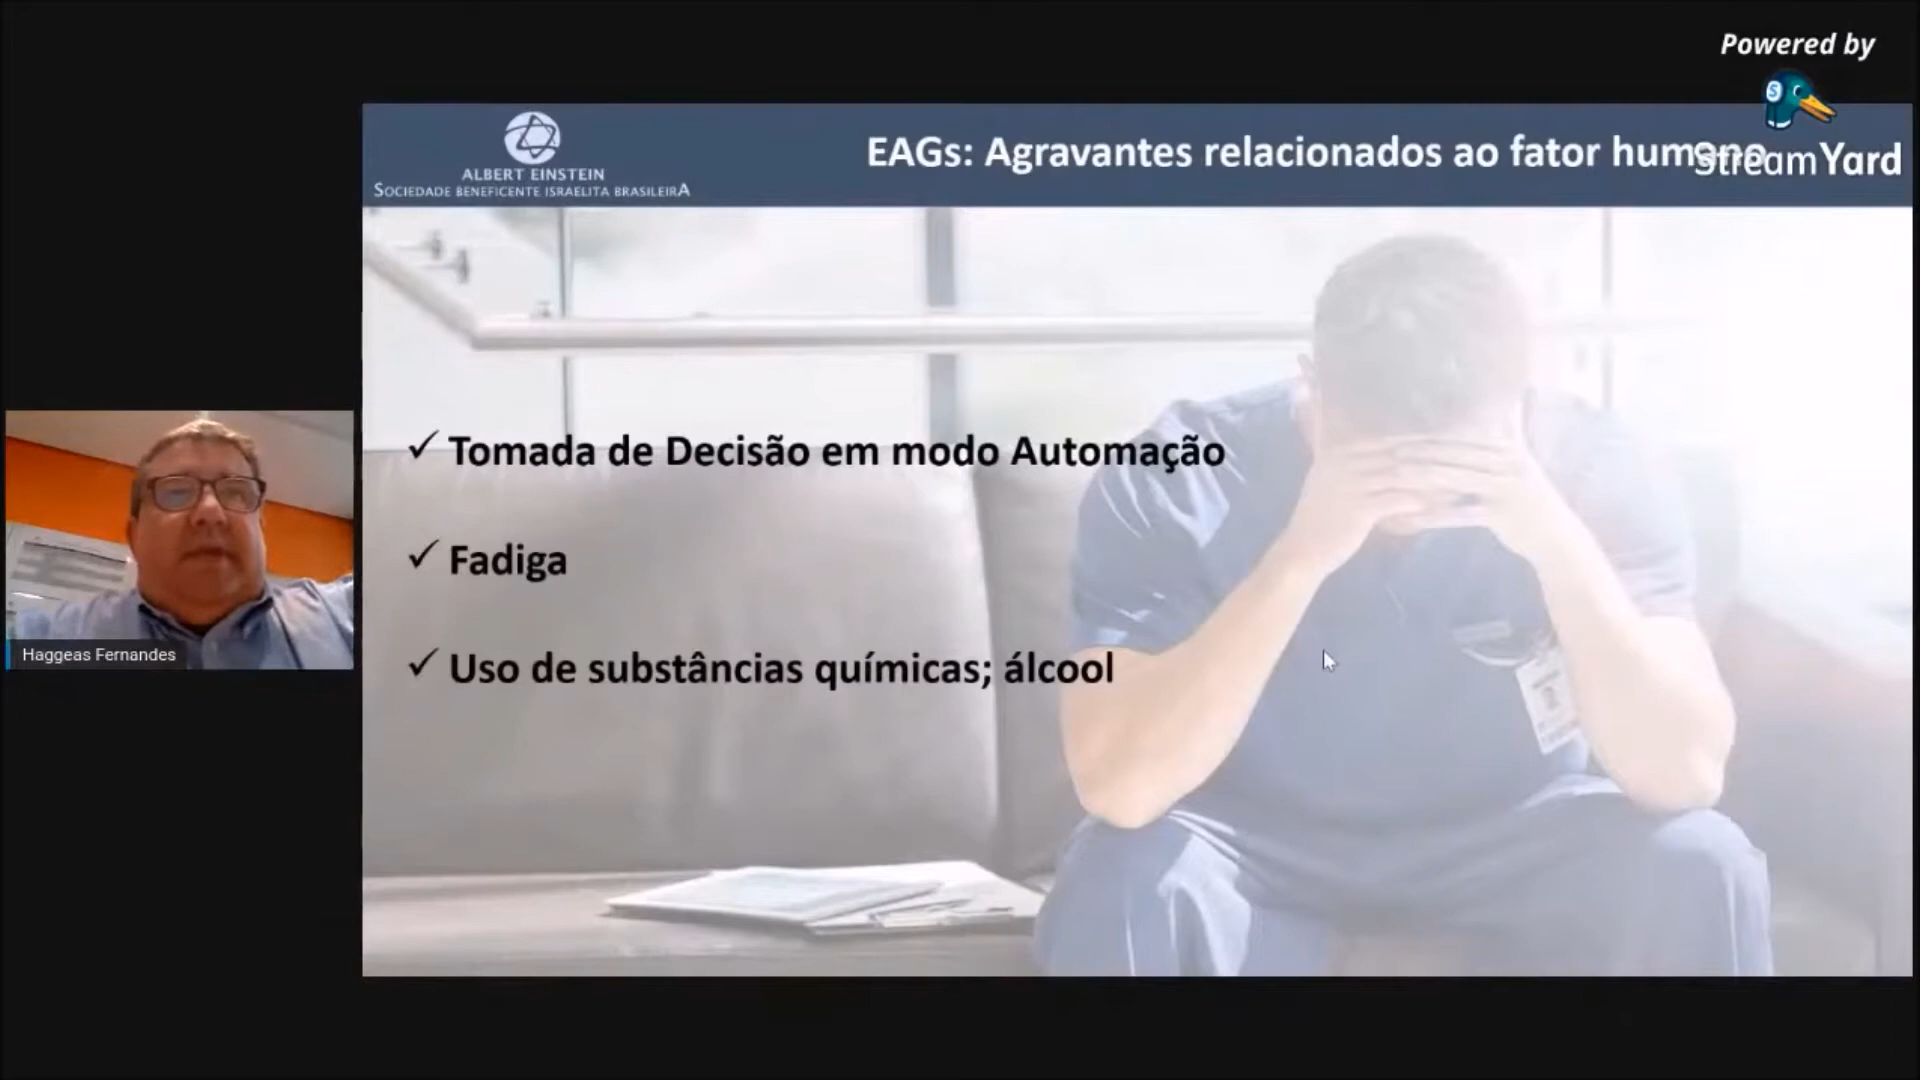 Powered by
StreamYard
ALBERT EINSTEIN
SOCIEDADE BENEFICENTE ISRAELITA BRASILEIRA
EAGs: Agravantes relacionados ao fator humano
✓ Tomada de Decisão em modo Automação
✓ Fadiga
✓ Uso de substâncias químicas; álcool
Haggeas Fernandes